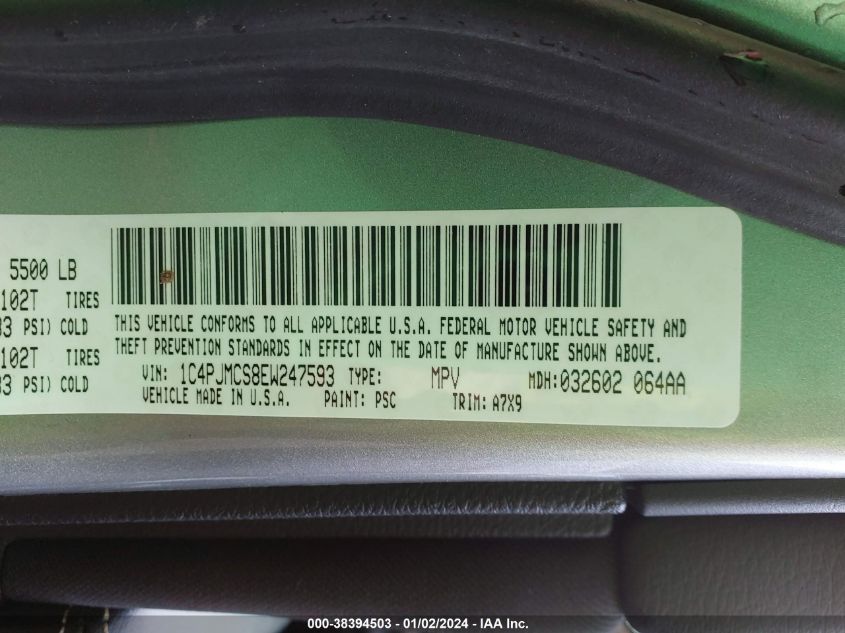 5500 LB
102T TIRES
33 PSI) COLD
102T TIRES
33 PSI) COLD
THIS VEHICLE CONFORMS TO ALL APPLICABLE U.S.A. FEDERAL MOTOR VEHICLE SAFETY AND
THEFT PREVENTION STANDARDS IN EFFECT ON THE DATE OF MANUFACTURE SHOWN ABOVE.
VIN: 1C4PJMCS8EW247593 TYPE: MPV MDH:032602 064AA
VEHICLE MADE IN U.S.A. PAINT: PSC TRIM: A7X9
000-38394503 - 01/02/2024 - IAA Inc.